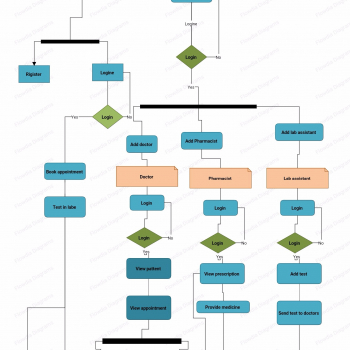 Logine
Login
No
Rigister
Logine
Yes
Yes
Login
No
Add lab assistant
Add doctor
Add Pharmacist
Book appointment
Doctor
Pharmacist
Lab assistant
Test in labe
Login
Login
Login
Login
No
Login
No
Login
No
Yes
Yes
Yes
View patient
View prescription
Add test
View appointment
Provide medicine
Send test to doctors